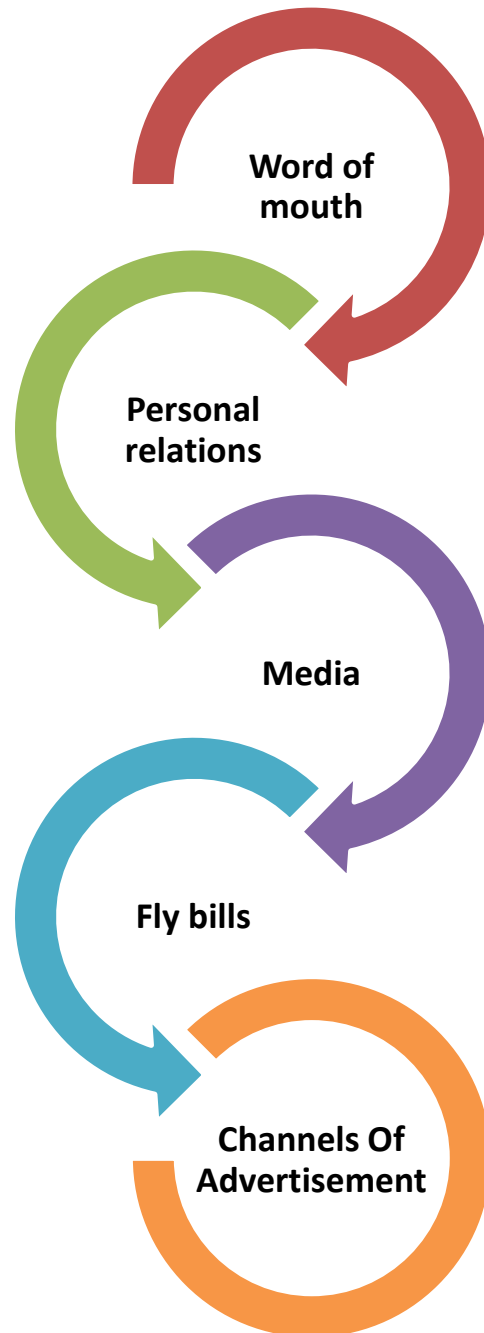 Word of
mouth
Personal
relations
Media
Fly bills
Channels Of
Advertisement